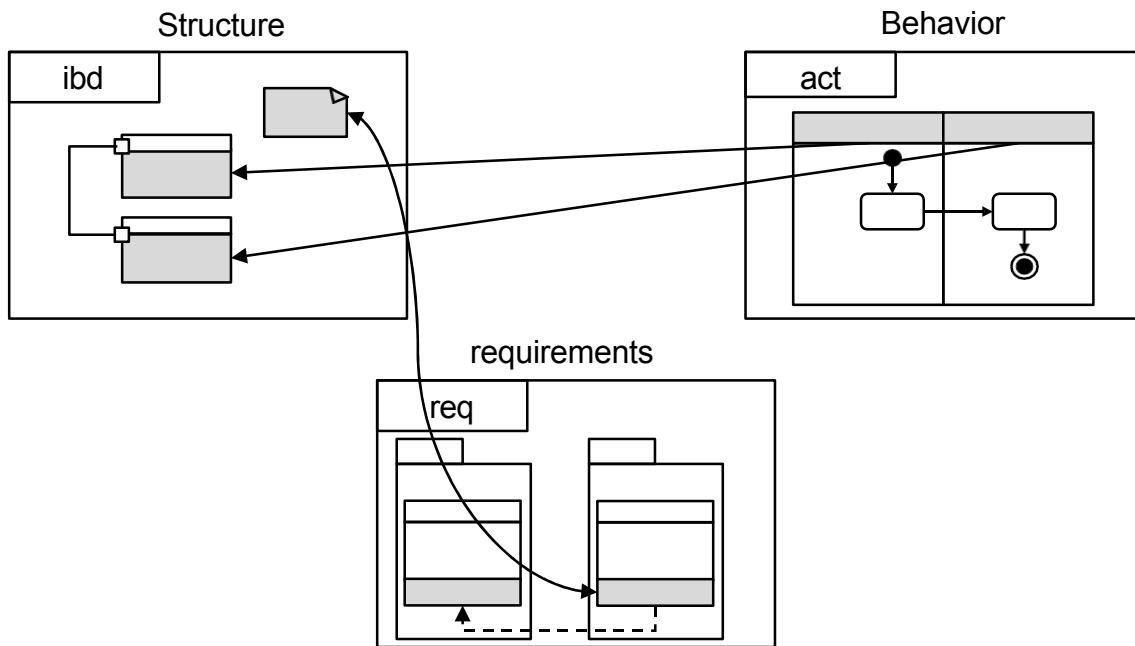 Structure
Behavior
ibd
act
requirements
req